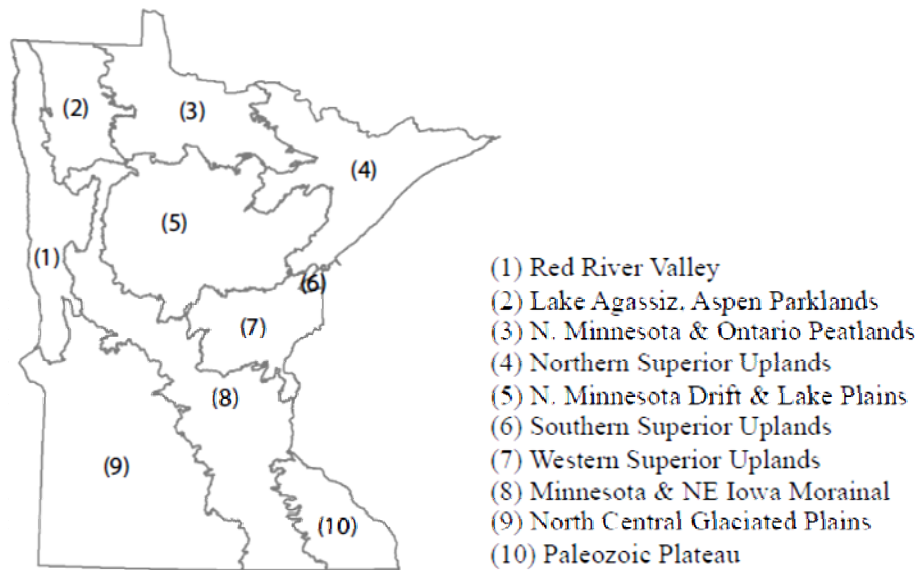 (2)
(3)
(4)
(5)
(1)
(6)
(7)
(8)
(9)
(10)
(1) Red River Valley
(2) Lake Agassiz, Aspen Parklands
(3) N. Minnesota & Ontario Peatlands
(4) Northern Superior Uplands
(5) N. Minnesota Drift & Lake Plains
(6) Southern Superior Uplands
(7) Western Superior Uplands
(8) Minnesota & NE Iowa Morainal
(9) North Central Glaciated Plains
(10) Paleozoic Plateau